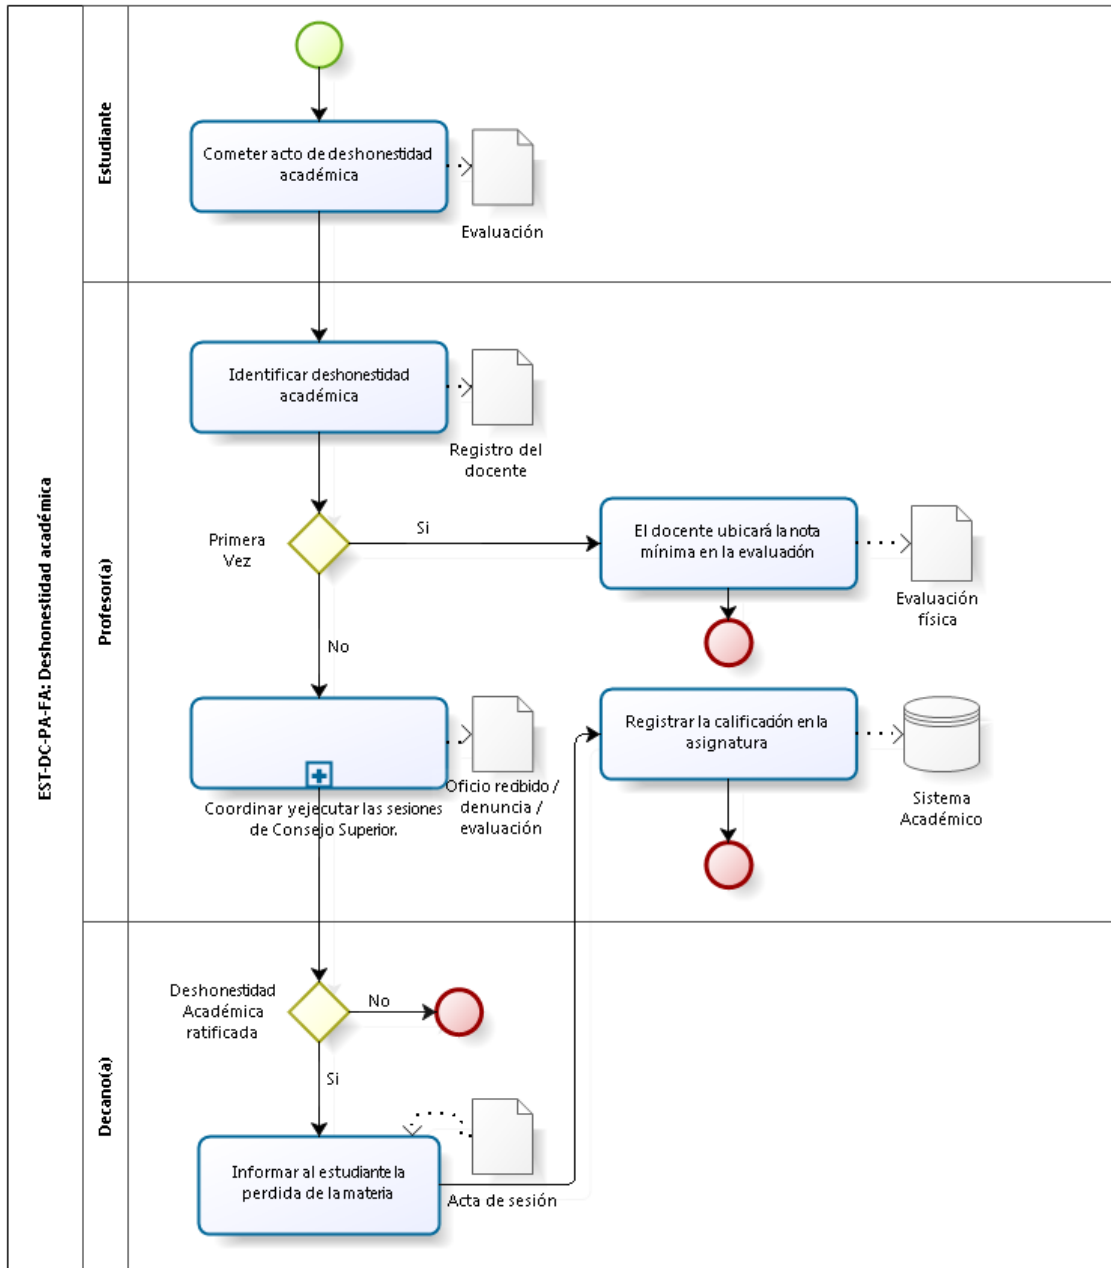 EST-DC-PA-FA: Deshonestidad académica
Estudiante
Cometer acto de deshonestidad
académica
Evaluación
Profesor(a)
Identificar deshonestidad
académica
Registro del
docente
Primera
Vez
Si
El docente ubicará la nota
mínima en la evaluación
Evaluación
física
No
Coordinar y ejecutar las sesiones
de Consejo Superior.
Oficio recibido /
denuncia /
evaluación
Registrar la calificación en la
asignatura
Sistema
Académico
Decano(a)
Deshonestidad
Académica
ratificada
No
Si
Informar al estudiante la
perdida de la materia
Acta de sesión